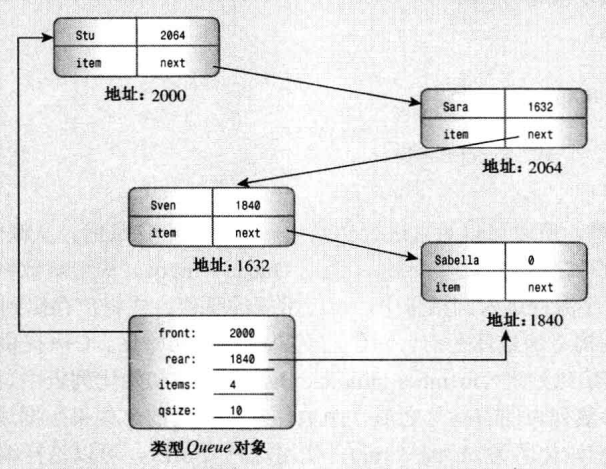 Stu 2064
item next
地址: 2000
Sara 1632
item next
地址: 2064
Sven 1840
item next
地址: 1632
Sabella 0
item next
地址: 1840
front: 2000
rear: 1840
items: 4
qsize: 10
类型Queue对象